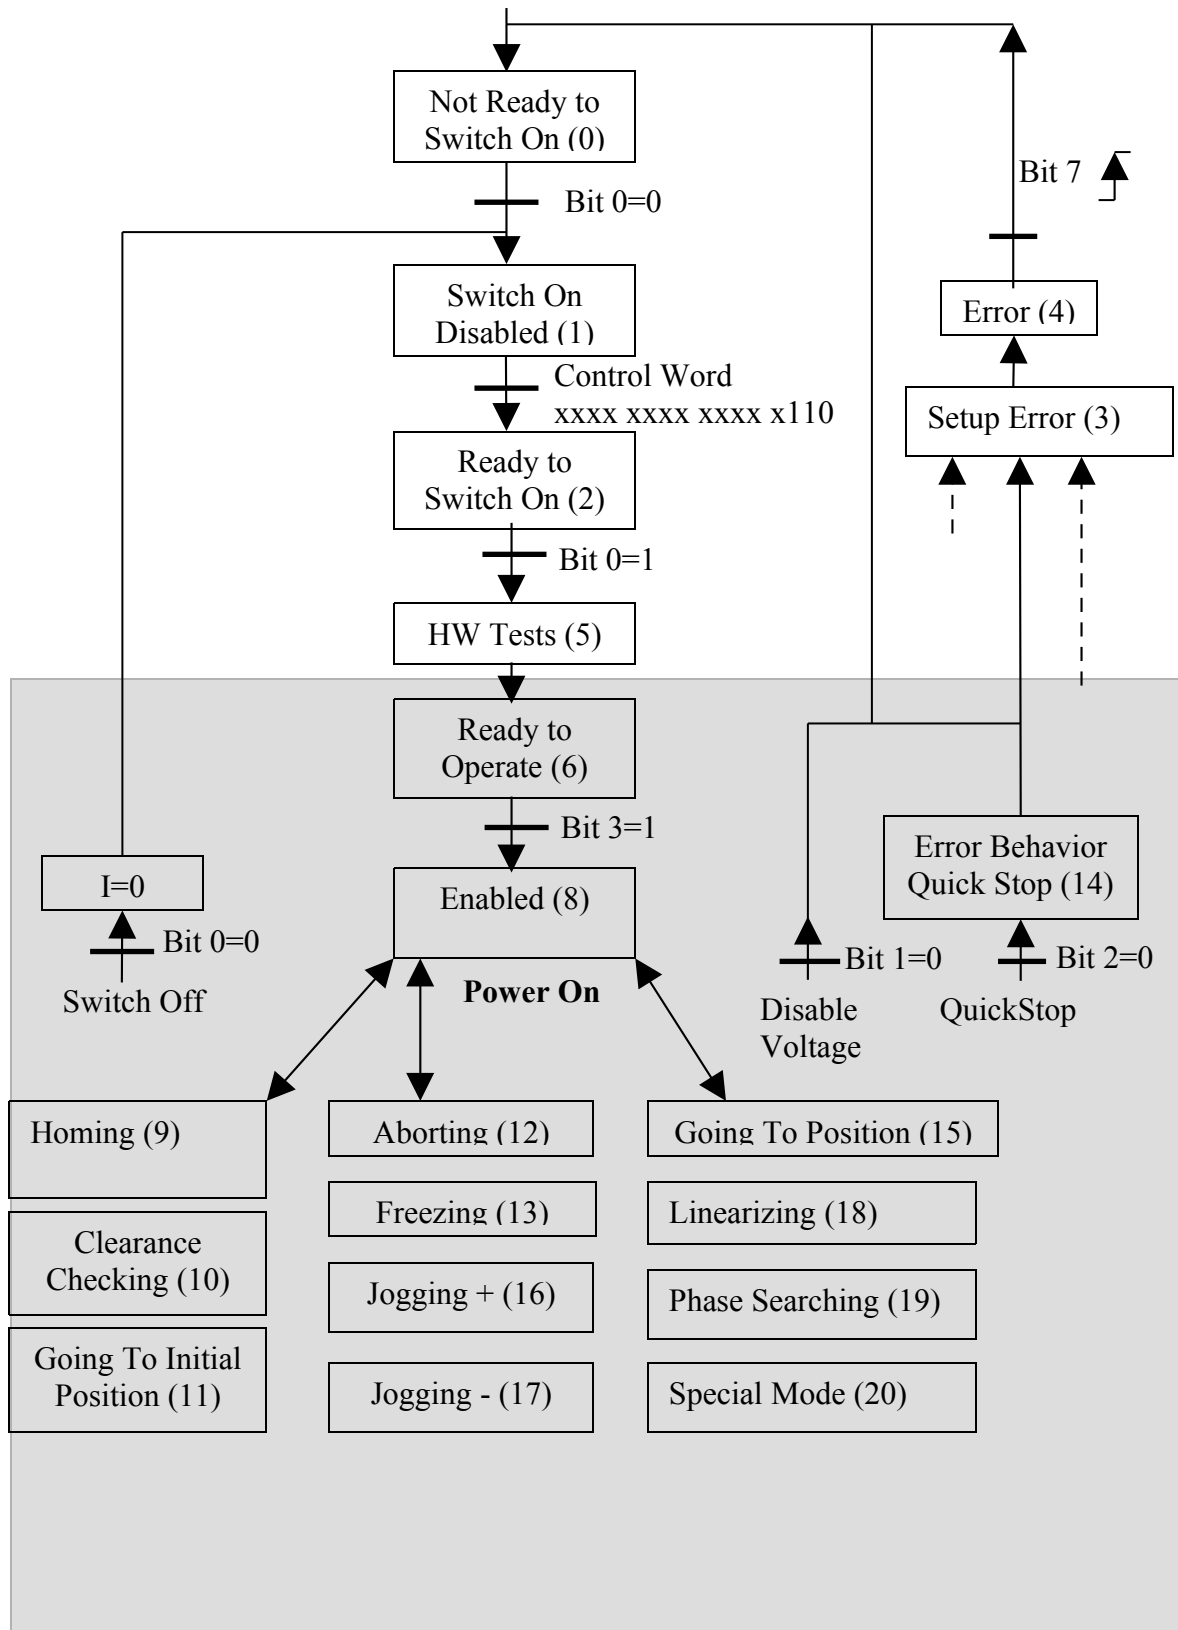 Not Ready to
Switch On (0)
Bit 0=0
Bit 7
Switch On
Disabled (1)
Error (4)
Control Word
xxxx xxxx xxxx x110
Setup Error (3)
Ready to
Switch On (2)
Bit 0=1
HW Tests (5)
Ready to
Operate (6)
Bit 3=1
Error Behavior
Quick Stop (14)
I=0
Enabled (8)
Bit 0=0
Switch Off
Power On
Bit 1=0
Disable
Voltage
Bit 2=0
QuickStop
Homing (9)
Aborting (12)
Going To Position (15)
Freezing (13)
Linearizing (18)
Clearance
Checking (10)
Jogging + (16)
Phase Searching (19)
Going To Initial
Position (11)
Jogging - (17)
Special Mode (20)